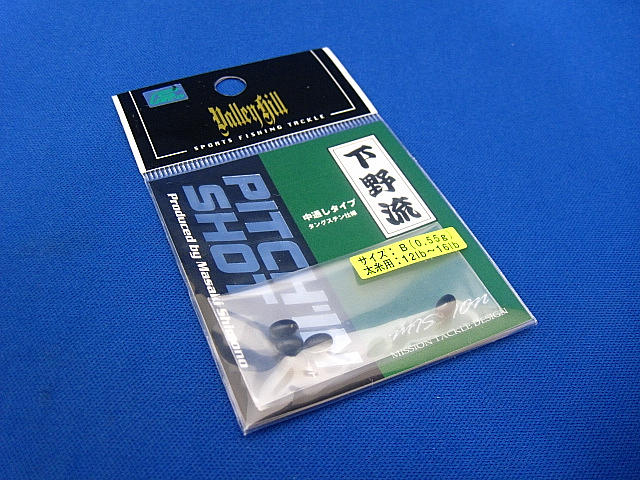 Vallen Hill
SPORTS FISHING TACKLE
下野流
中通しタイプ
タングステン仕様
PITCH'N
SHOT
Produced by Masaki Shimono
サイズ：B(0.55g)
太糸用：12lb～16lb
MISSION TACKLE DESIGN